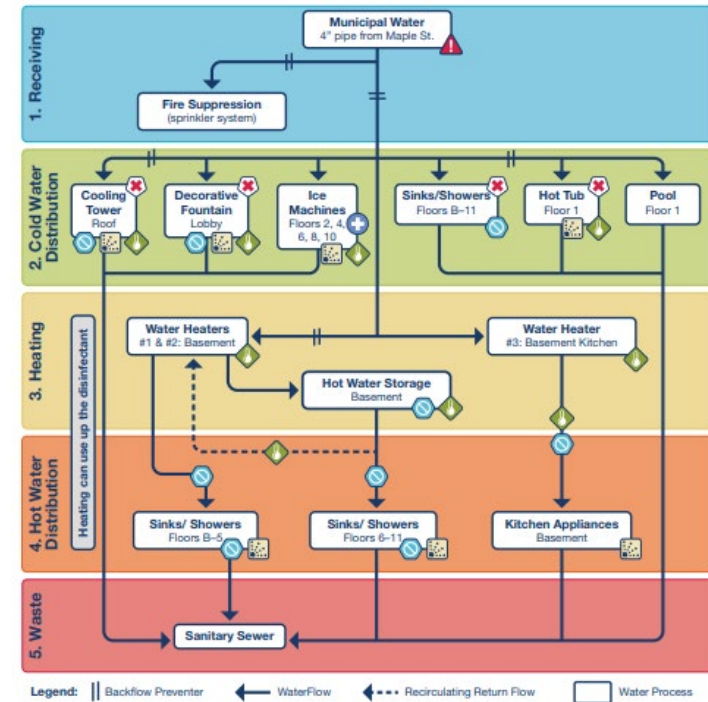 1. Receiving
Municipal Water
4" pipe from Maple St.
Fire Suppression
(sprinkler system)
2. Cold Water
Distribution
Cooling
Tower
Roof
Decorative
Fountain
Lobby
Ice
Machines
Floors 2, 4,
6, 8, 10
Sinks/Showers
Floors B–11
Hot Tub
Floor 1
Pool
Floor 1
3. Heating
Heating can use up the disinfectant
Water Heaters
#1 & #2: Basement
Water Heater
#3: Basement Kitchen
Hot Water Storage
Basement
4. Hot Water
Distribution
Sinks/ Showers
Floors B–5
Sinks/ Showers
Floors 6–11
Kitchen Appliances
Basement
5. Waste
Sanitary Sewer
Legend: Backflow Preventer WaterFlow Recirculating Return Flow Water Process